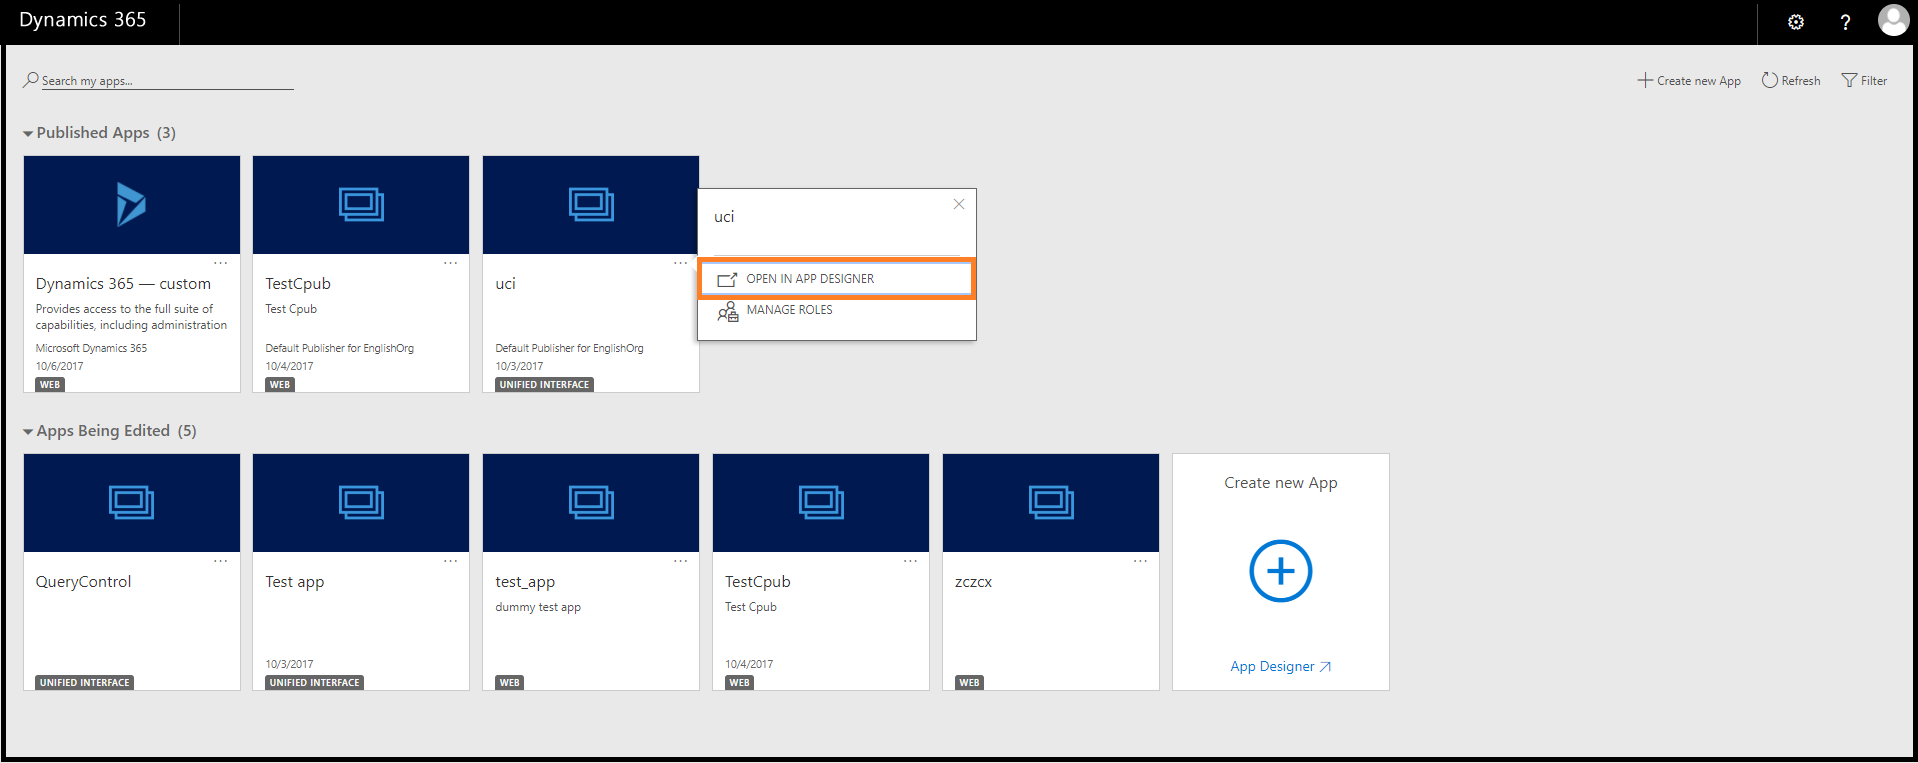 Dynamics 365
?
Search my apps...
Create new App
Refresh
Filter
Published Apps (3)
...
Dynamics 365 — custom
Provides access to the full suite of
capabilities, including administration
Microsoft Dynamics 365
10/6/2017
WEB
...
TestCpub
Test Cpub
Default Publisher for EnglishOrg
10/4/2017
WEB
...
uci
Default Publisher for EnglishOrg
10/3/2017
UNIFIED INTERFACE
uci
OPEN IN APP DESIGNER
MANAGE ROLES
Apps Being Edited (5)
...
QueryControl
UNIFIED INTERFACE
...
Test app
10/3/2017
UNIFIED INTERFACE
...
test_app
dummy test app
WEB
...
TestCpub
Test Cpub
10/4/2017
WEB
...
zczcx
WEB
Create new App
App Designer